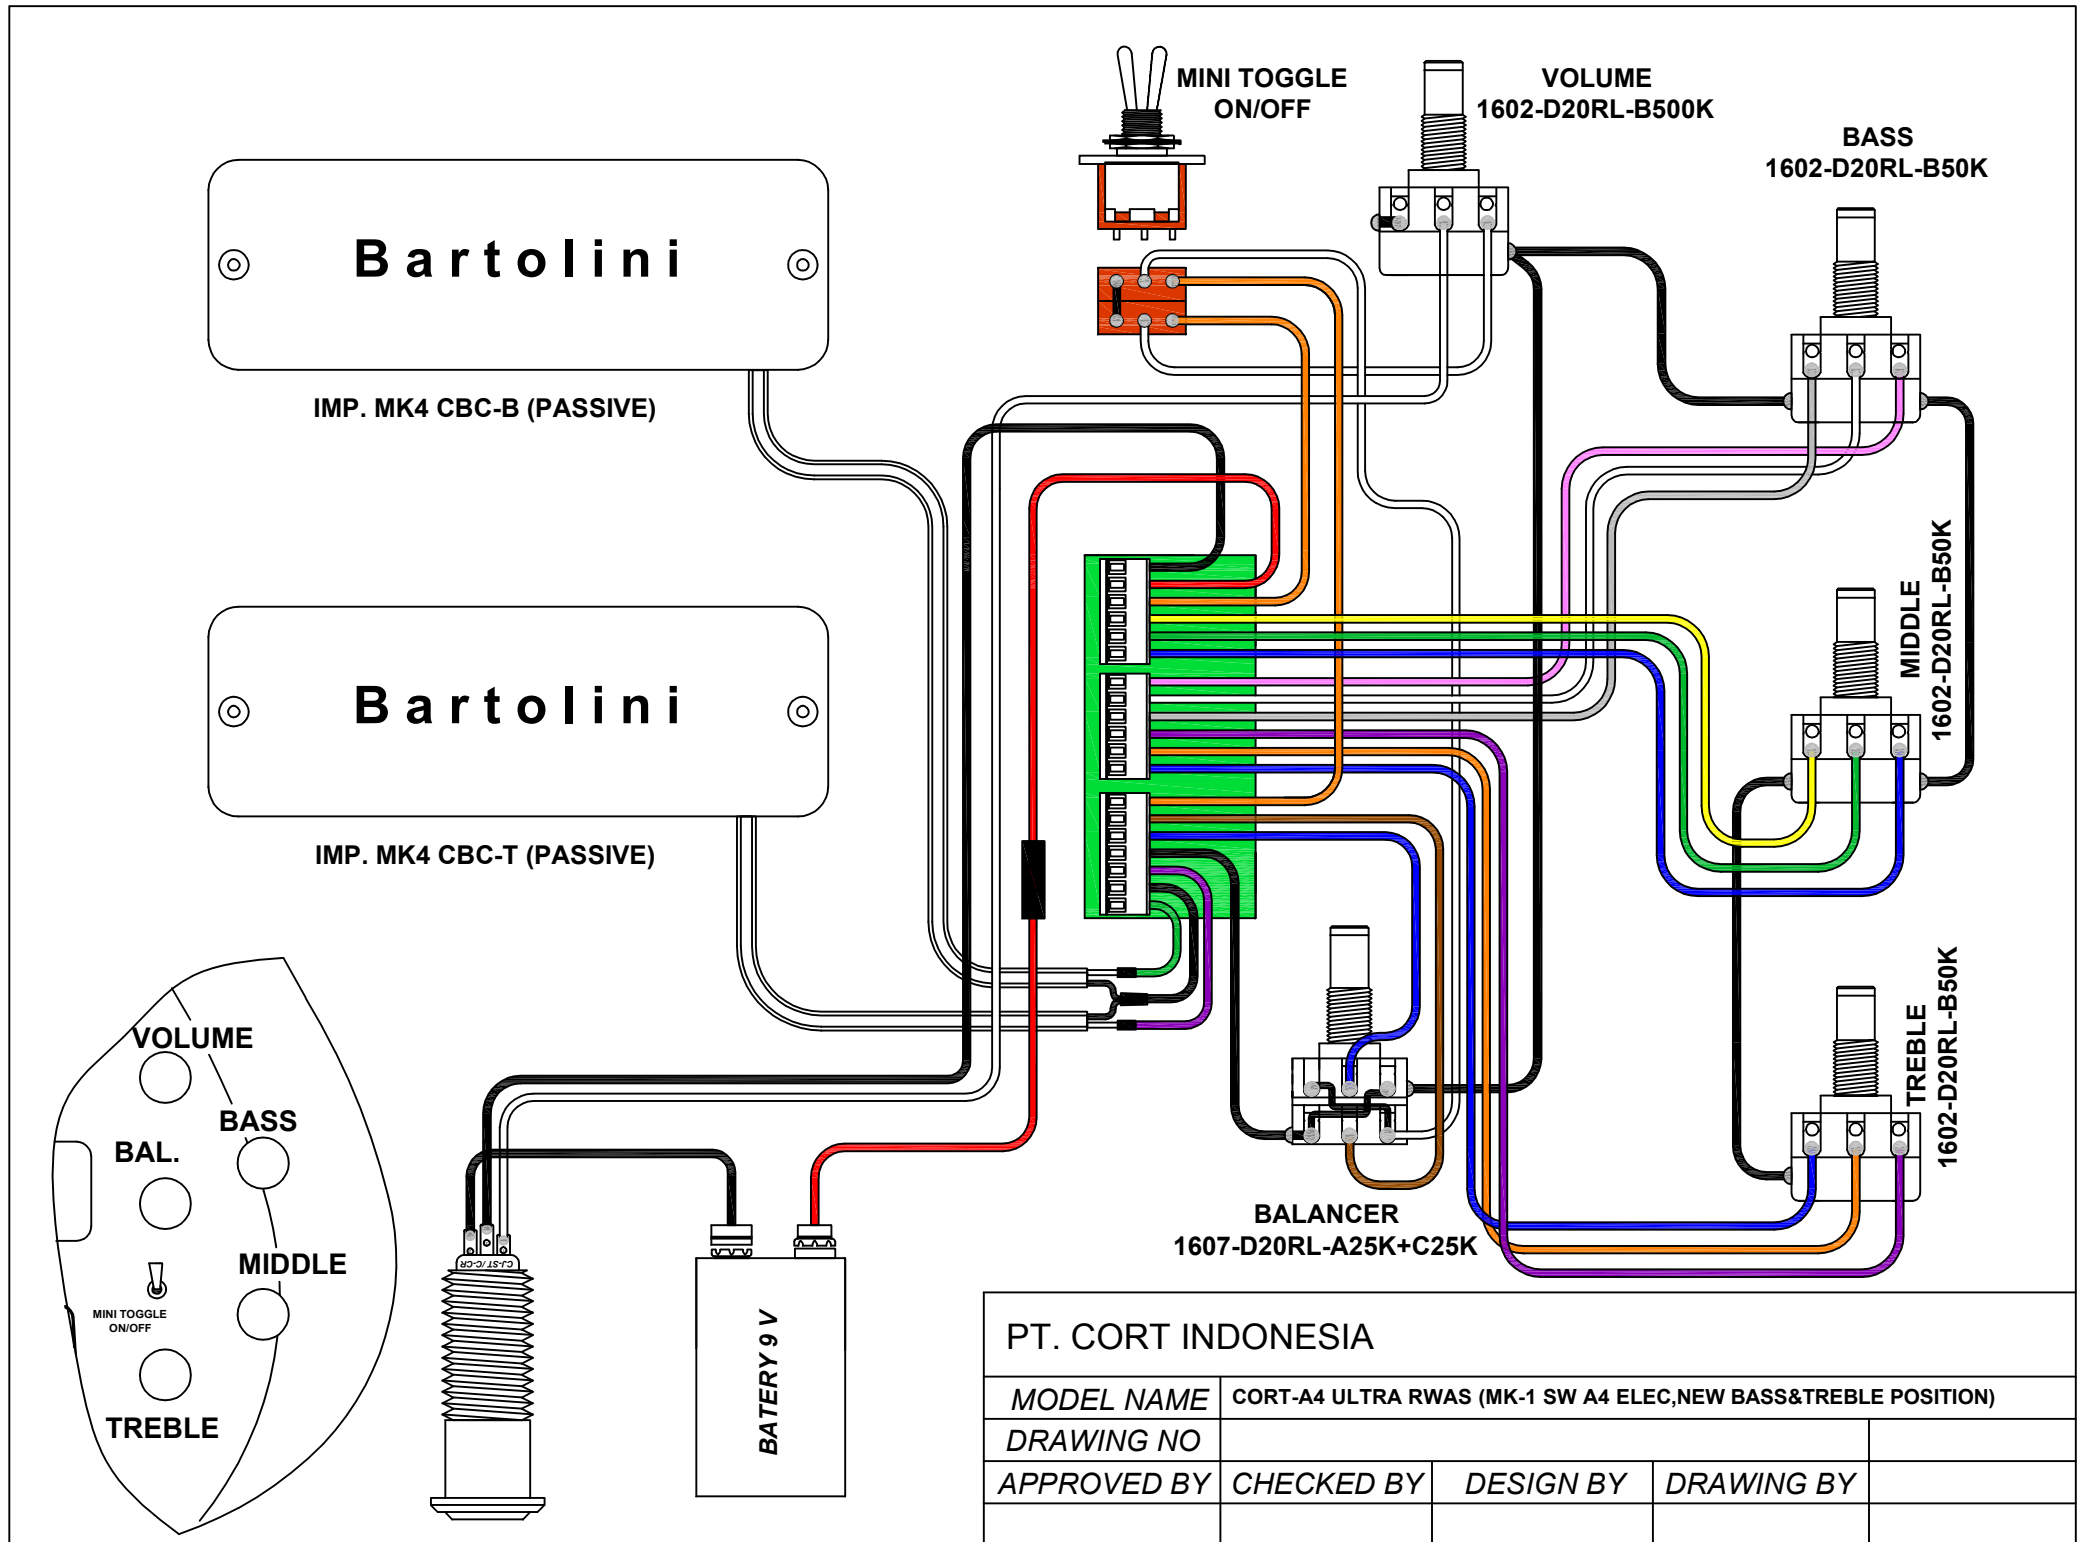 MINI TOGGLE
ON/OFF
VOLUME
1602-D20RL-B500K
BASS
1602-D20RL-B50K
Bartolini
IMP. MK4 CBC-B (PASSIVE)
MIDDLE
1602-D20RL-B50K
Bartolini
IMP. MK4 CBC-T (PASSIVE)
TREBLE
1602-D20RL-B50K
VOLUME
BASS
BAL.
MIDDLE
MINI TOGGLE
ON/OFF
TREBLE
CJ-ST/C-CR
BATERY 9 V
BALANCER
1607-D20RL-A25K+C25K
PT. CORT INDONESIA
MODEL NAME
CORT-A4 ULTRA RWAS (MK-1 SW A4 ELEC,NEW BASS&TREBLE POSITION)
DRAWING NO
APPROVED BY
CHECKED BY
DESIGN BY
DRAWING BY